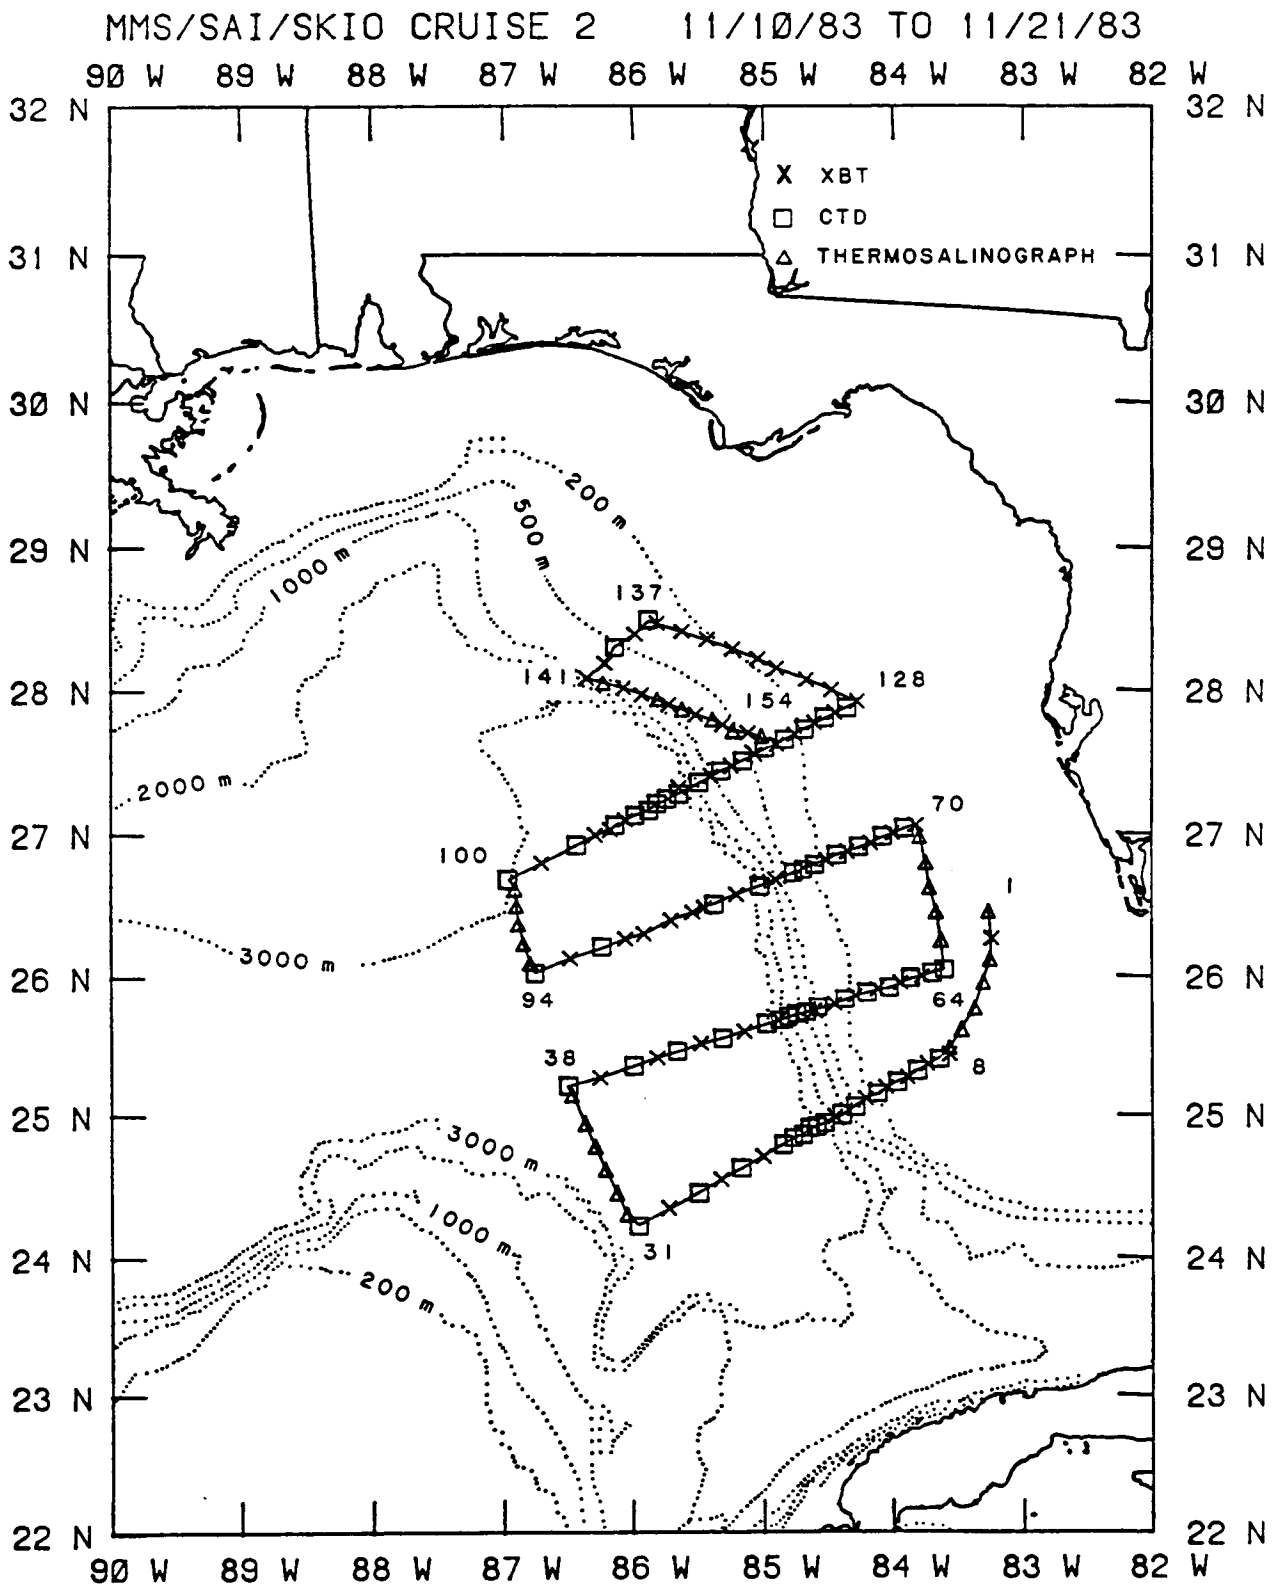 MMS/SAI/SKIO CRUISE 2 11/10/83 TO 11/21/83
90 W 89 W 88 W 87 W 86 W 85 W 84 W 83 W 82 W
32 N 32 N
X XBT
□ CTD
△ THERMOSALINOGRAPH
31 N 31 N
30 N 30 N
200 m
500 m
29 N 29 N
1000 m
137
141 128
28 N 154 28 N
2000 m
70
27 N 27 N
100
1
3000 m
26 N 26 N
94 64
38
8
25 N 25 N
3000 m
1000 m
31
24 N 24 N
200 m
23 N 23 N
22 N 22 N
90 W 89 W 88 W 87 W 86 W 85 W 84 W 83 W 82 W